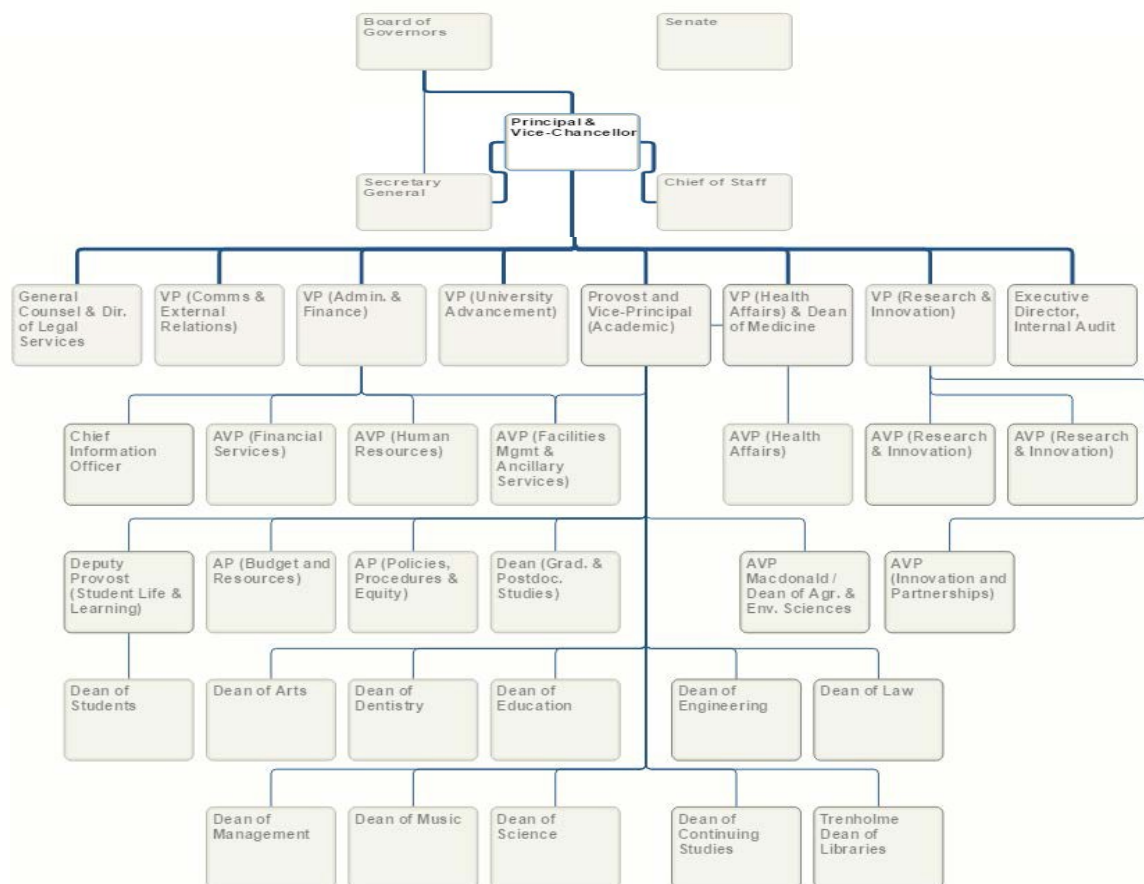 Board of
Governors
Senate
Principal &
Vice-Chancellor
Secretary
General
Chief of Staff
General
Counsel & Dir.
of Legal
Services
VP (Comms &
External
Relations)
VP (Admin. &
Finance)
VP (University
Advancement)
Provost and
Vice-Principal
(Academic)
VP (Health
Affairs) & Dean
of Medicine
VP (Research &
Innovation)
Executive
Director,
Internal Audit
Chief
Information
Officer
AVP (Financial
Services)
AVP (Human
Resources)
AVP (Facilities
Mgmt &
Ancillary
Services)
AVP (Health
Affairs)
AVP (Research
& Innovation)
AVP (Research
& Innovation)
Deputy
Provost
(Student Life &
Learning)
AP (Budget and
Resources)
AP (Policies,
Procedures &
Equity)
Dean (Grad. &
Postdoc.
Studies)
AVP
Macdonald /
Dean of Agr. &
Env. Sciences
AVP
(Innovation and
Partnerships)
Dean of
Students
Dean of Arts
Dean of
Dentistry
Dean of
Education
Dean of
Engineering
Dean of Law
Dean of
Management
Dean of Music
Dean of
Science
Dean of
Continuing
Studies
Trenholme
Dean of
Libraries